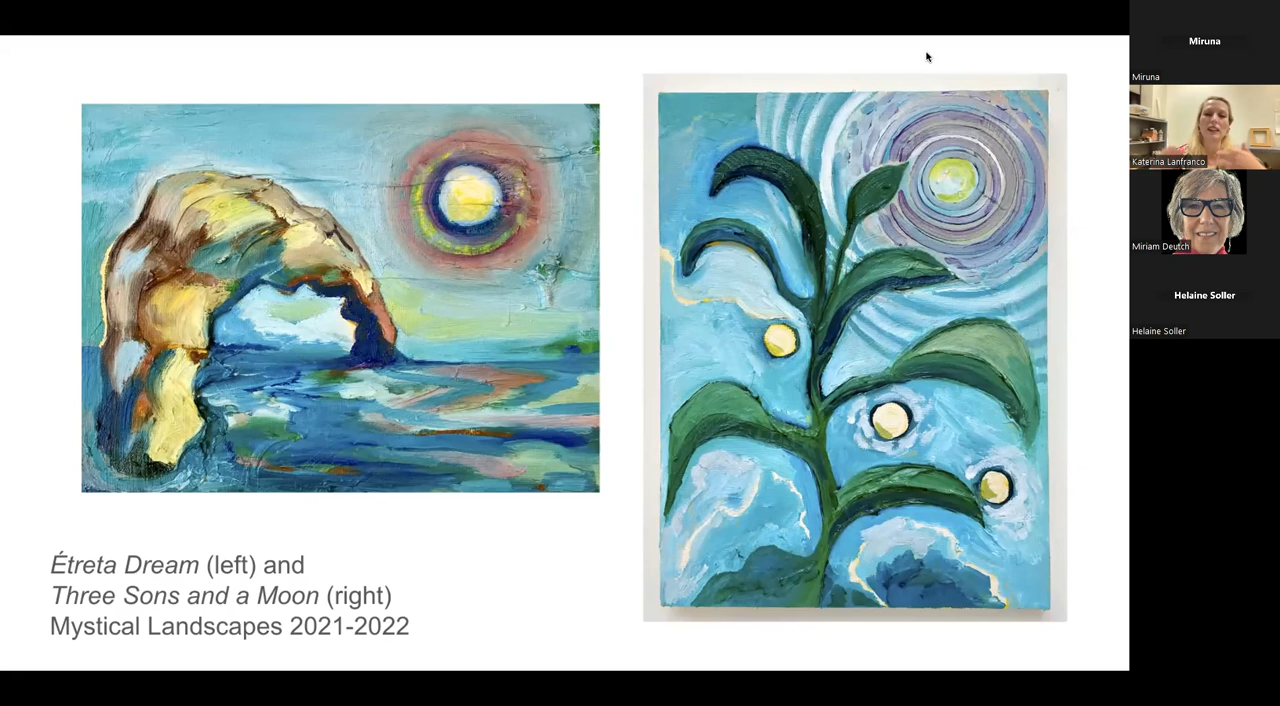 Étreta Dream (left) and
Three Sons and a Moon (right)
Mystical Landscapes 2021-2022
Miruna
Miruna
Katerina Lanfranco
Miriam Deutch
Helaine Soller
Helaine Soller